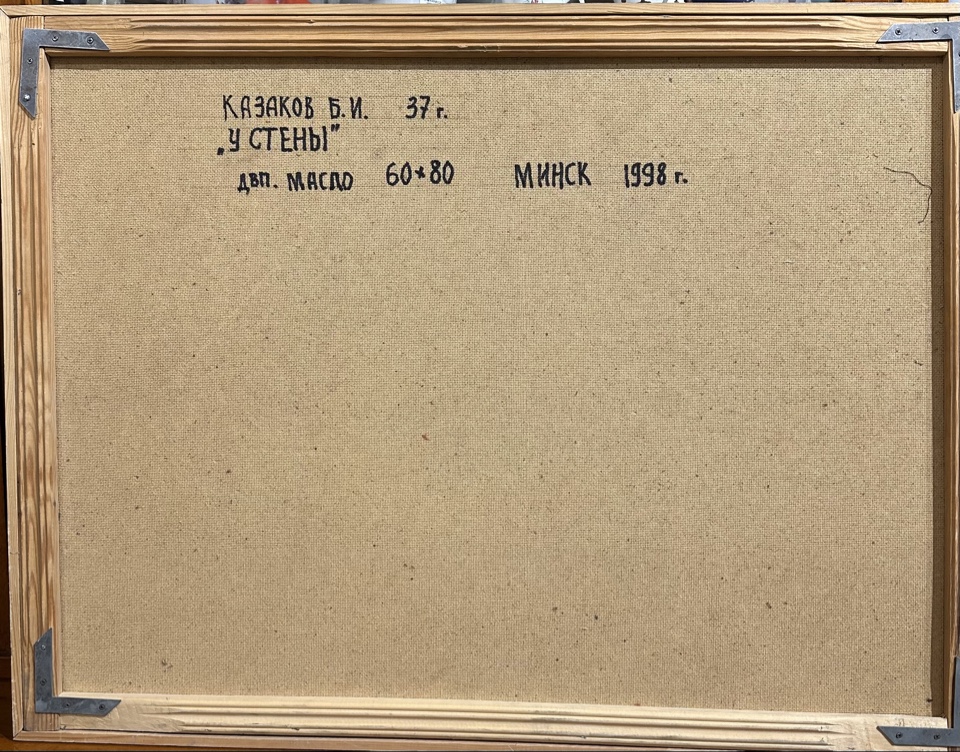 КАЗАКОВ Б.И. 37 г.
„У СТЕНЫ"
ДВП. МАСЛО 60*80 МИНСК 1998 г.